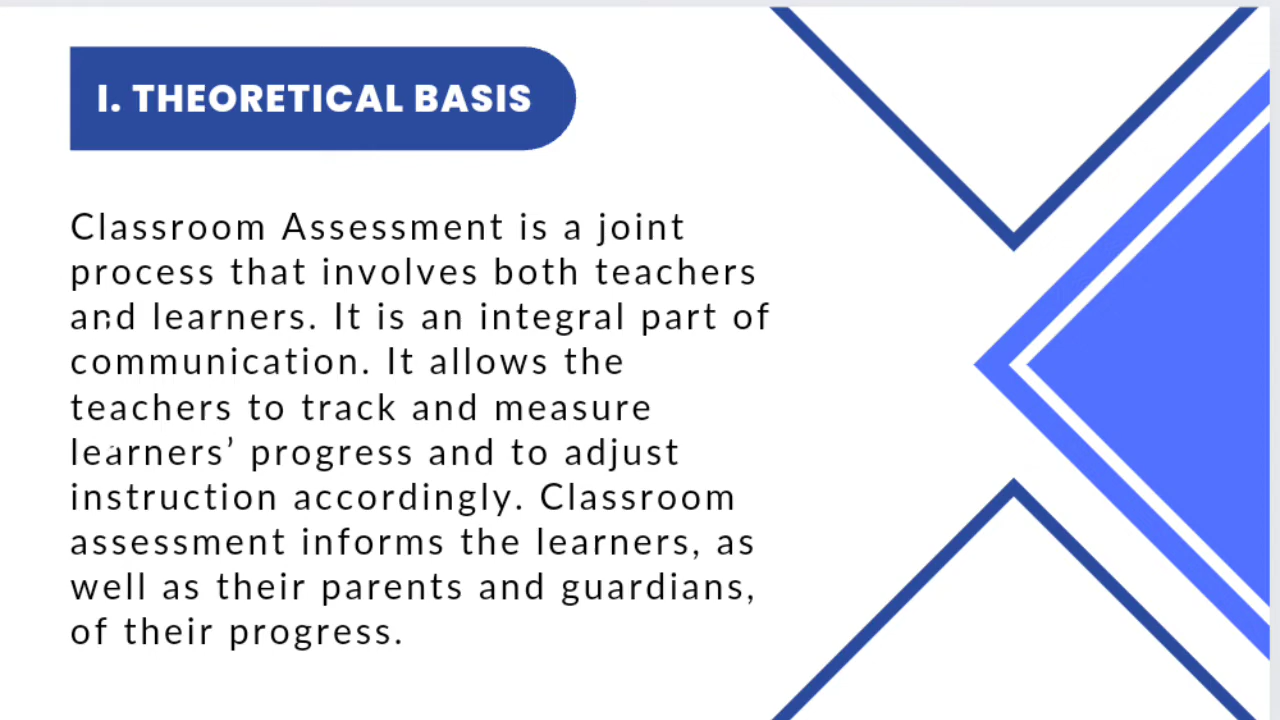 I. THEORETICAL BASIS
Classroom Assessment is a joint
process that involves both teachers
and learners. It is an integral part of
communication. It allows the
teachers to track and measure
learners’ progress and to adjust
instruction accordingly. Classroom
assessment informs the learners, as
well as their parents and guardians,
of their progress.